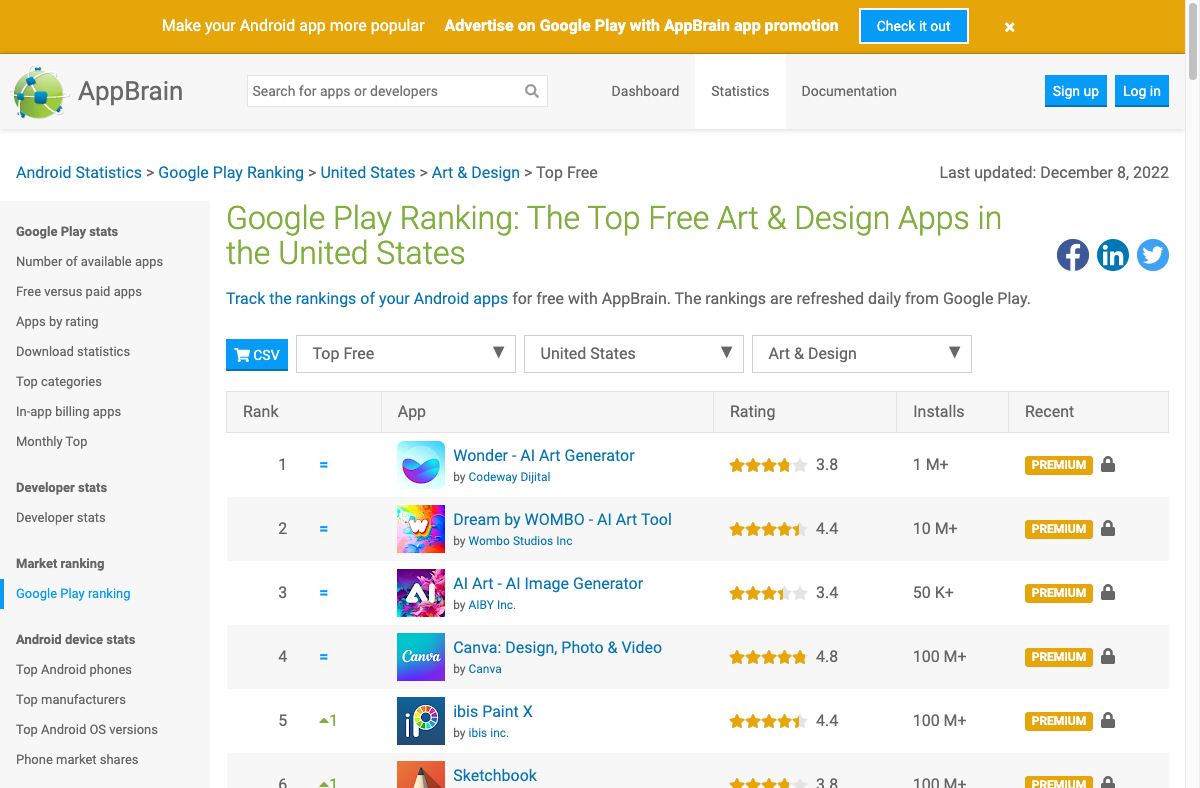 Make your Android app more popular Advertise on Google Play with AppBrain app promotion Check it out ×
AppBrain Search for apps or developers Dashboard Statistics Documentation Sign up Log in
Android Statistics > Google Play Ranking > United States > Art & Design > Top Free Last updated: December 8, 2022
Google Play stats
Number of available apps
Free versus paid apps
Apps by rating
Download statistics
Top categories
In-app billing apps
Monthly Top
Developer stats
Developer stats
Market ranking
Google Play ranking
Android device stats
Top Android phones
Top manufacturers
Top Android OS versions
Phone market shares
Google Play Ranking: The Top Free Art & Design Apps in
the United States
Track the rankings of your Android apps for free with AppBrain. The rankings are refreshed daily from Google Play.
CSV Top Free ▼ United States ▼ Art & Design ▼
Rank App Rating Installs Recent
1 = Wonder - AI Art Generator 3.8 1 M+ PREMIUM
by Codeway Dijital
2 = Dream by WOMBO - AI Art Tool 4.4 10 M+ PREMIUM
by Wombo Studios Inc
3 = AI Art - AI Image Generator 3.4 50 K+ PREMIUM
by AIBY Inc.
4 = Canva: Design, Photo & Video 4.8 100 M+ PREMIUM
by Canva
5 1 ibis Paint X 4.4 100 M+ PREMIUM
by ibis inc.
6 1 Sketchbook 3.8 100 M+ PREMIUM